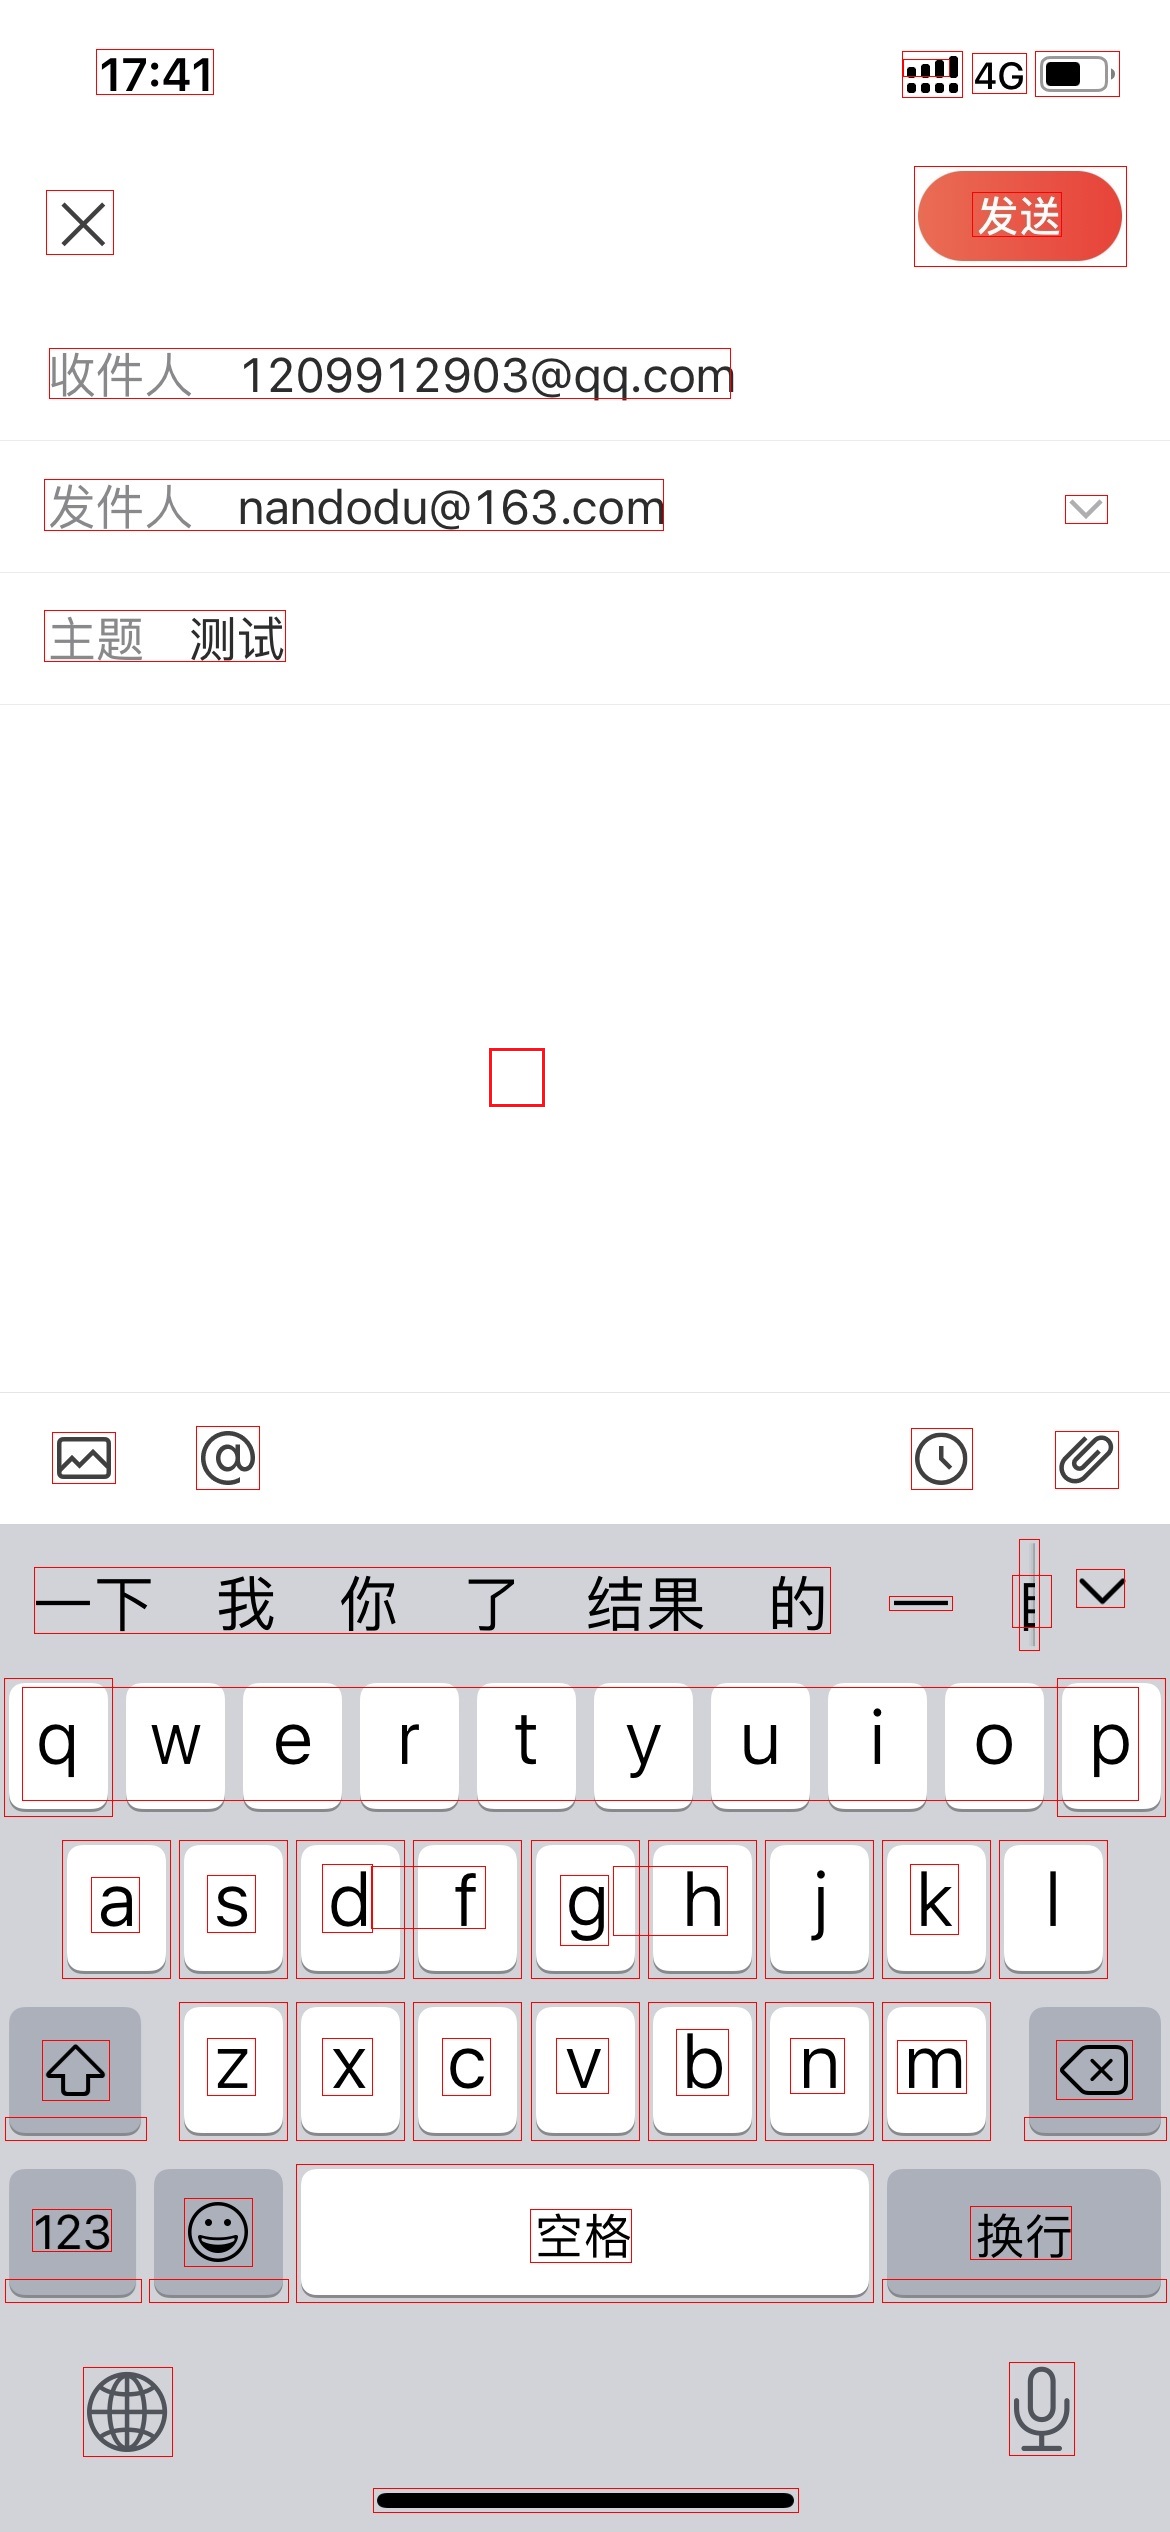 17:41 4G
发送
收件人 1209912903@qq.com
发件人 nandodu@163.com
主题 测试
@
一下 我 你 了 结果 的 一
q w e r t y u i o p
a s d f g h j k l
z x c v b n m
123 空格 换行